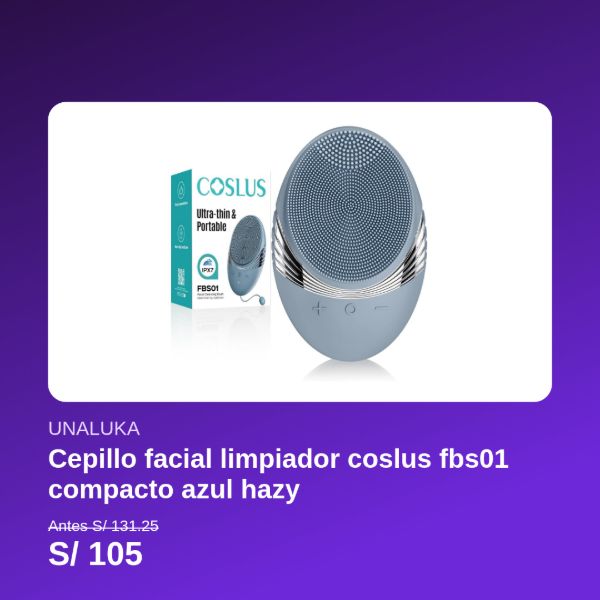 COSLUS
Ultra-thin &
Portable
IPX7
FBS01
UNALUKA
Cepillo facial limpiador coslus fbs01
compacto azul hazy
Antes S/ 131.25
S/ 105